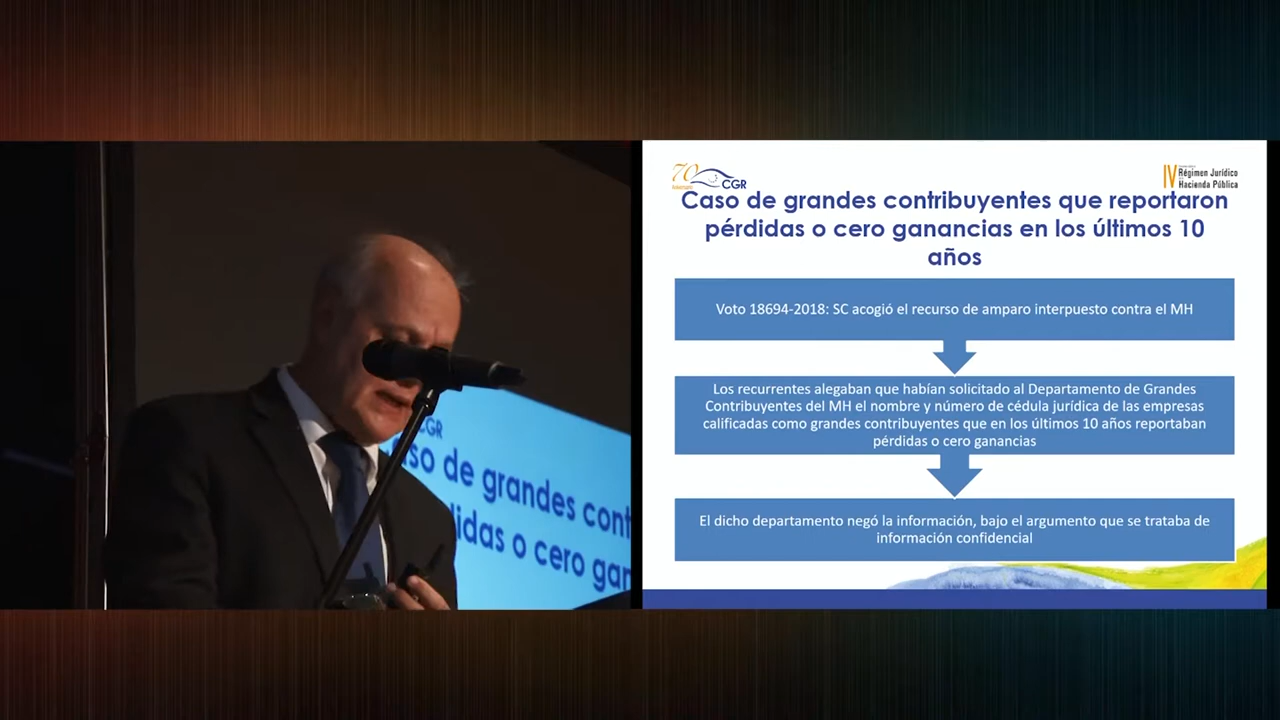 70
CGR
IV Régimen Jurídico
Hacienda Pública
Caso de grandes contribuyentes que reportaron
pérdidas o cero ganancias en los últimos 10
años
Voto 18694-2018: SC acogió el recurso de amparo interpuesto contra el MH
Los recurrentes alegaban que habían solicitado al Departamento de Grandes
Contribuyentes del MH el nombre y número de cédula jurídica de las empresas
calificadas como grandes contribuyentes que en los últimos 10 años reportaban
pérdidas o cero ganancias
El dicho departamento negó la información, bajo el argumento que se trataba de
información confidencial
CGR
aso de grandes cont
didas o cero gan